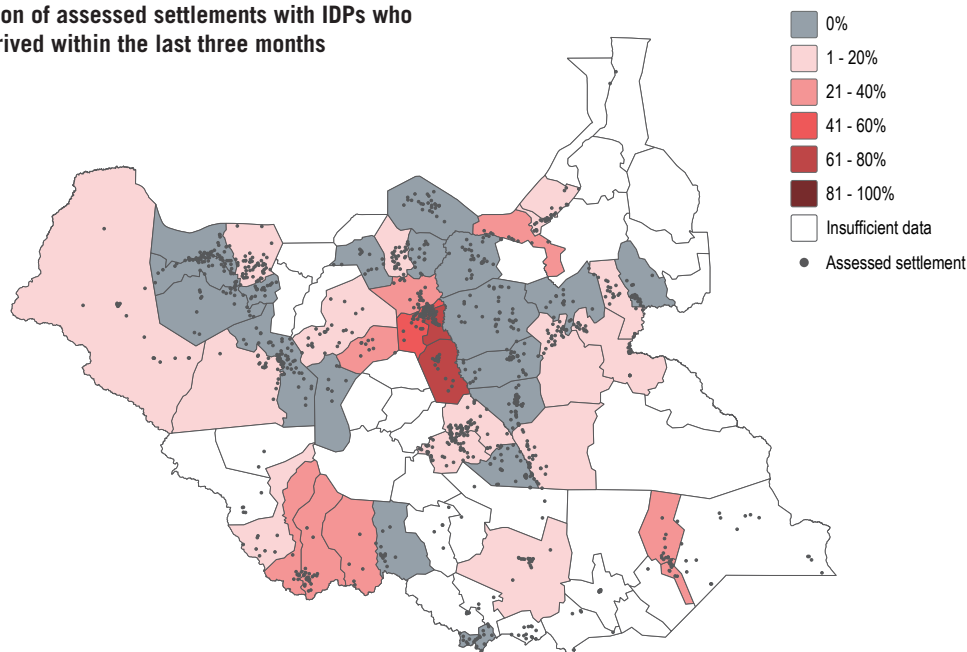 ion of assessed settlements with IDPs who
rived within the last three months
0%
1 - 20%
21 - 40%
41 - 60%
61 - 80%
81 - 100%
Insufficient data
Assessed settlement